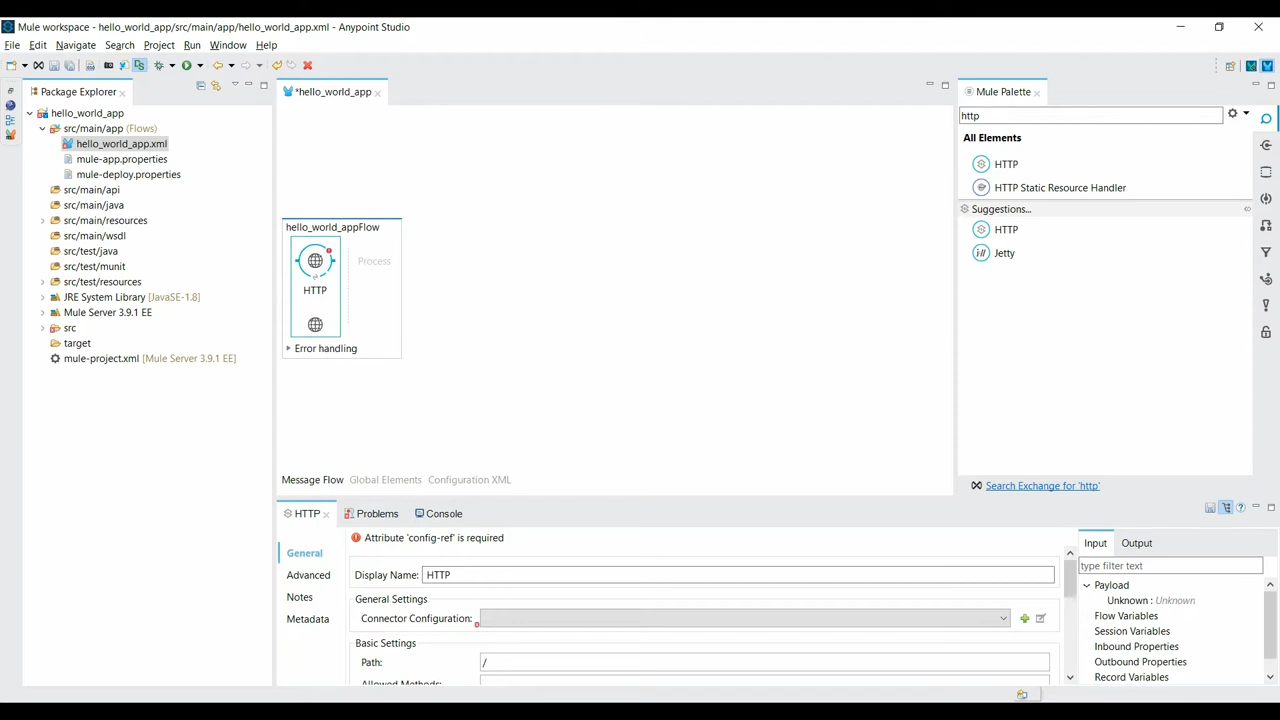 Mule workspace - hello_world_app/src/main/app/hello_world_app.xml - Anypoint Studio
File Edit Navigate Search Project Run Window Help
Package Explorer
hello_world_app
src/main/app (Flows)
hello_world_app.xml
mule-app.properties
mule-deploy.properties
src/main/api
src/main/java
src/main/resources
src/main/wsdl
src/test/java
src/test/munit
src/test/resources
JRE System Library [JavaSE-1.8]
Mule Server 3.9.1 EE
src
target
mule-project.xml [Mule Server 3.9.1 EE]
*hello_world_app
hello_world_appFlow
Process
HTTP
Error handling
Message Flow Global Elements Configuration XML
Mule Palette
http
All Elements
HTTP
HTTP Static Resource Handler
Suggestions...
HTTP
Jetty
Search Exchange for 'http'
HTTP Problems Console
General
Advanced
Notes
Metadata
Attribute 'config-ref' is required
Display Name: HTTP
General Settings
Connector Configuration:
Basic Settings
Path: /
Allowed Methods:
Input Output
type filter text
Payload
Unknown : Unknown
Flow Variables
Session Variables
Inbound Properties
Outbound Properties
Record Variables